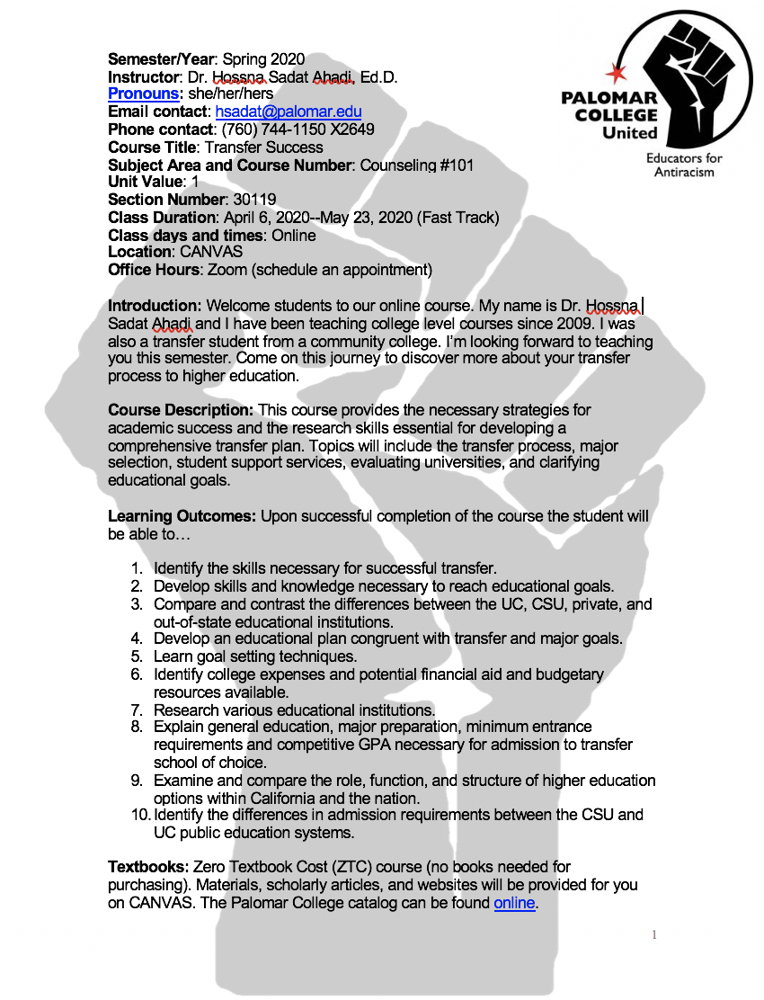 Semester/Year: Spring 2020
Instructor: Dr. Hossna Sadat Ahadi, Ed.D.
Pronouns: she/her/hers
Email contact: hsadat@palomar.edu
Phone contact: (760) 744-1150 X2649
Course Title: Transfer Success
Subject Area and Course Number: Counseling #101
Unit Value: 1
Section Number: 30119
Class Duration: April 6, 2020--May 23, 2020 (Fast Track)
Class days and times: Online
Location: CANVAS
Office Hours: Zoom (schedule an appointment)
PALOMAR
COLLEGE
United
Educators for
Antiracism
Introduction: Welcome students to our online course. My name is Dr. Hossna
Sadat Ahadi and I have been teaching college level courses since 2009. I was
also a transfer student from a community college. I'm looking forward to teaching
you this semester. Come on this journey to discover more about your transfer
process to higher education.
Course Description: This course provides the necessary strategies for
academic success and the research skills essential for developing a
comprehensive transfer plan. Topics will include the transfer process, major
selection, student support services, evaluating universities, and clarifying
educational goals.
Learning Outcomes: Upon successful completion of the course the student will
be able to…
1. Identify the skills necessary for successful transfer.
2. Develop skills and knowledge necessary to reach educational goals.
3. Compare and contrast the differences between the UC, CSU, private, and
out-of-state educational institutions.
4. Develop an educational plan congruent with transfer and major goals.
5. Learn goal setting techniques.
6. Identify college expenses and potential financial aid and budgetary
resources available.
7. Research various educational institutions.
8. Explain general education, major preparation, minimum entrance
requirements and competitive GPA necessary for admission to transfer
school of choice.
9. Examine and compare the role, function, and structure of higher education
options within California and the nation.
10. Identify the differences in admission requirements between the CSU and
UC public education systems.
Textbooks: Zero Textbook Cost (ZTC) course (no books needed for
purchasing). Materials, scholarly articles, and websites will be provided for you
on CANVAS. The Palomar College catalog can be found online.
1